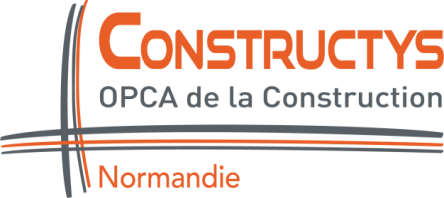 CONSTRUCTYS
OPCA de la Construction
Normandie